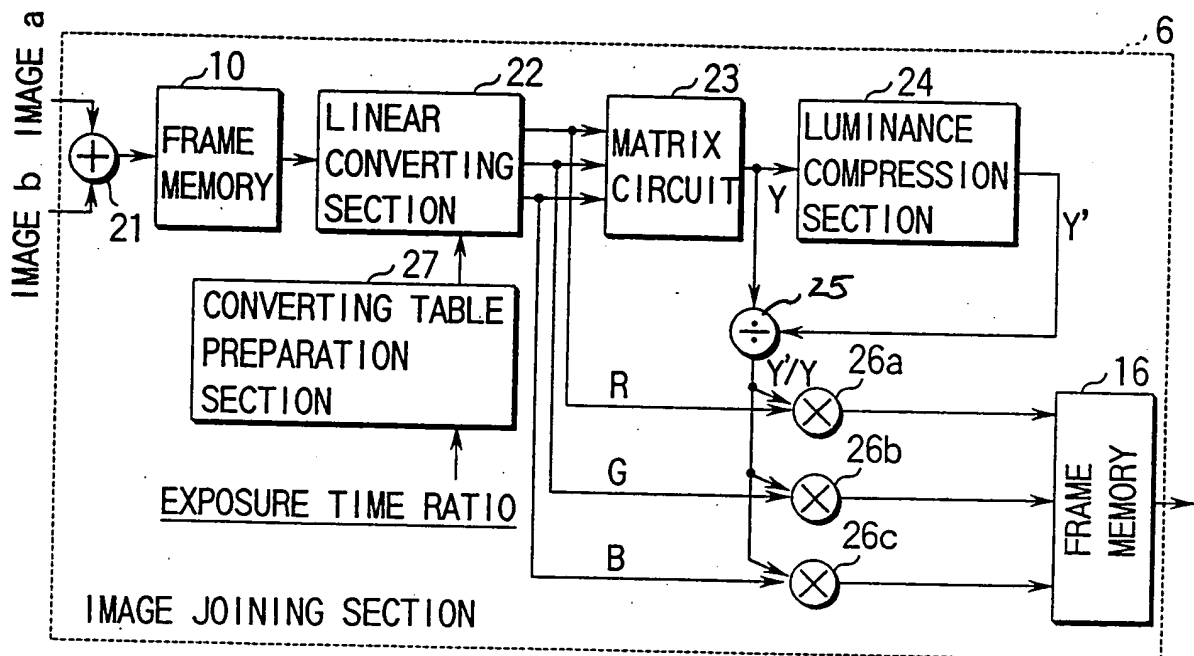 IMAGE a
IMAGE b
6
10
22
23
24
21
FRAME
MEMORY
LINEAR
CONVERTING
SECTION
MATRIX
CIRCUIT
LUMINANCE
COMPRESSION
SECTION
Y
Y'
27
CONVERTING TABLE
PREPARATION
SECTION
25
Y'/Y
26a
16
R
26b
G
EXPOSURE TIME RATIO
26c
B
FRAME
MEMORY
IMAGE JOINING SECTION